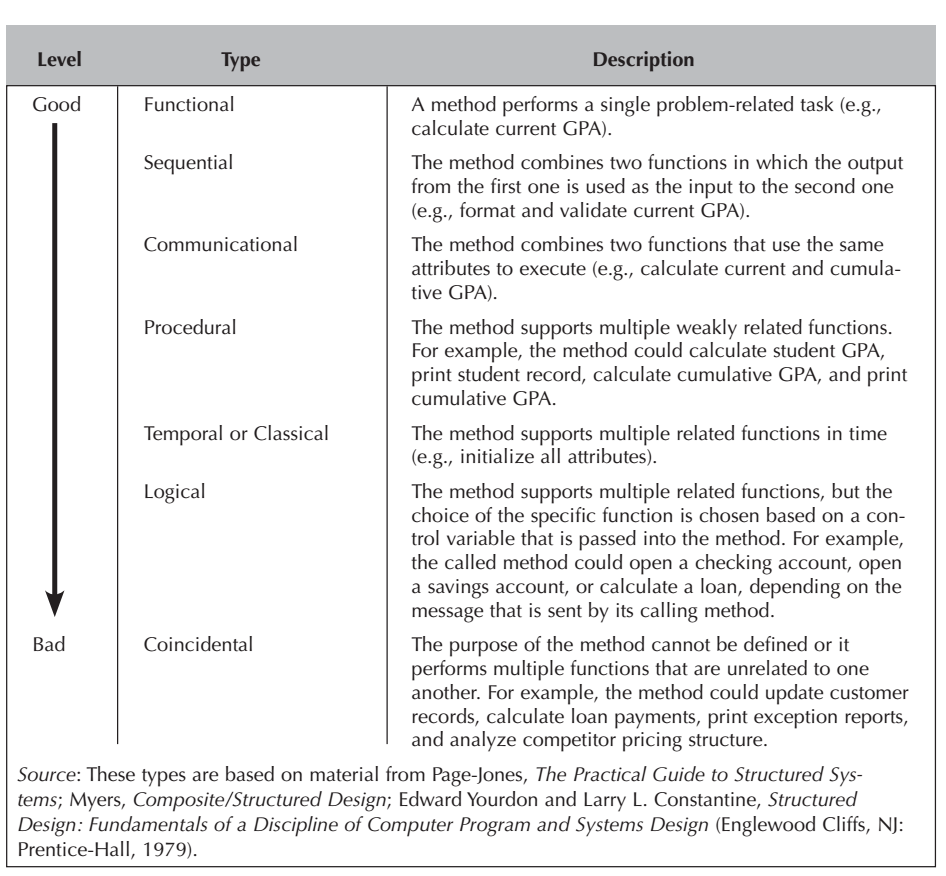 Level Type Description
Good Functional A method performs a single problem-related task (e.g.,
calculate current GPA).
Sequential The method combines two functions in which the output
from the first one is used as the input to the second one
(e.g., format and validate current GPA).
Communicational The method combines two functions that use the same
attributes to execute (e.g., calculate current and cumula-
tive GPA).
Procedural The method supports multiple weakly related functions.
For example, the method could calculate student GPA,
print student record, calculate cumulative GPA, and print
cumulative GPA.
Temporal or Classical The method supports multiple related functions in time
(e.g., initialize all attributes).
Logical The method supports multiple related functions, but the
choice of the specific function is chosen based on a con-
trol variable that is passed into the method. For example,
the called method could open a checking account, open
a savings account, or calculate a loan, depending on the
message that is sent by its calling method.
Bad Coincidental The purpose of the method cannot be defined or it
performs multiple functions that are unrelated to one
another. For example, the method could update customer
records, calculate loan payments, print exception reports,
and analyze competitor pricing structure.
Source: These types are based on material from Page-Jones, The Practical Guide to Structured Sys-
tems; Myers, Composite/Structured Design; Edward Yourdon and Larry L. Constantine, Structured
Design: Fundamentals of a Discipline of Computer Program and Systems Design (Englewood Cliffs, NJ:
Prentice-Hall, 1979).